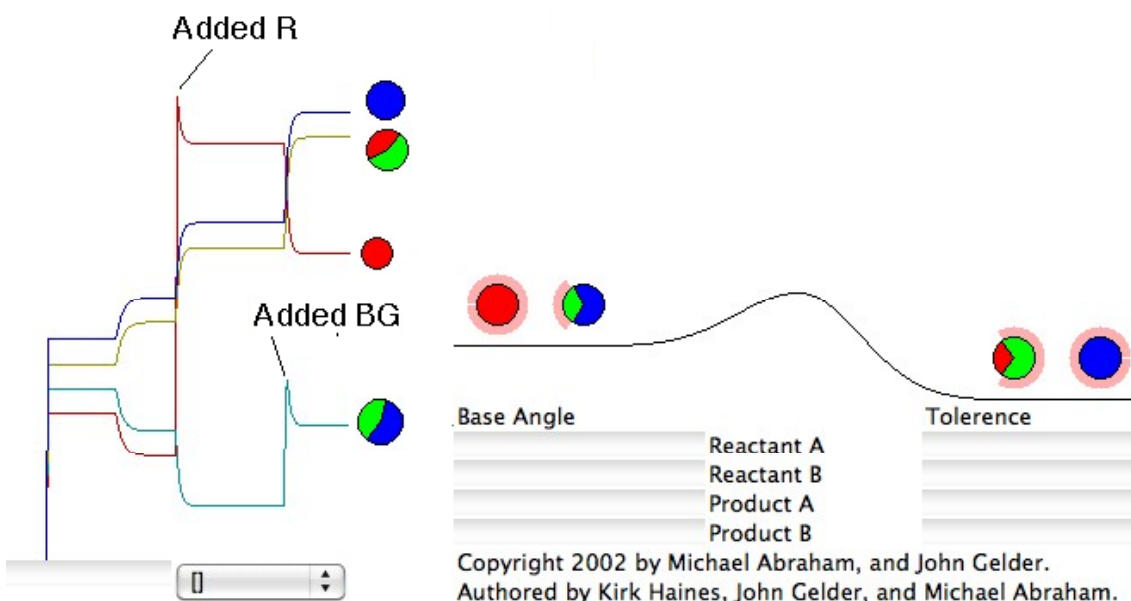 Added R
Added BG
Base Angle
Tolerence
Reactant A
Reactant B
Product A
Product B
[]
Copyright 2002 by Michael Abraham, and John Gelder.
Authored by Kirk Haines, John Gelder, and Michael Abraham.